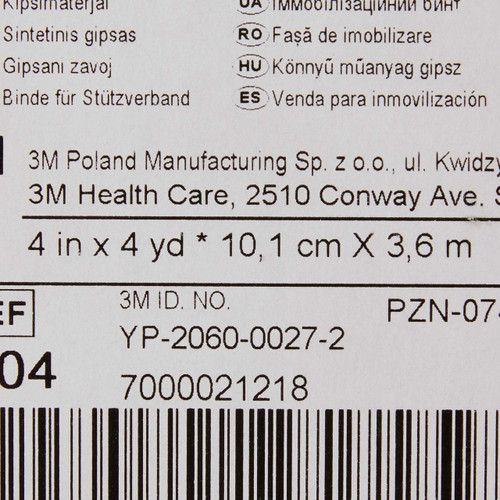 Kipsimaterjal
Sintetinis gipsas
Gipsani zavoj
Binde für Stützverband
UA Іммобілізаційний бинт
RO Fașă de imobilizare
HU Könnyű műanyag gipsz
ES Venda para inmovilización
3M Poland Manufacturing Sp. z o.o., ul. Kwidzy
3M Health Care, 2510 Conway Ave. S
4 in x 4 yd * 10,1 cm X 3,6 m
EF
3M ID. NO.
PZN-07
YP-2060-0027-2
04
7000021218